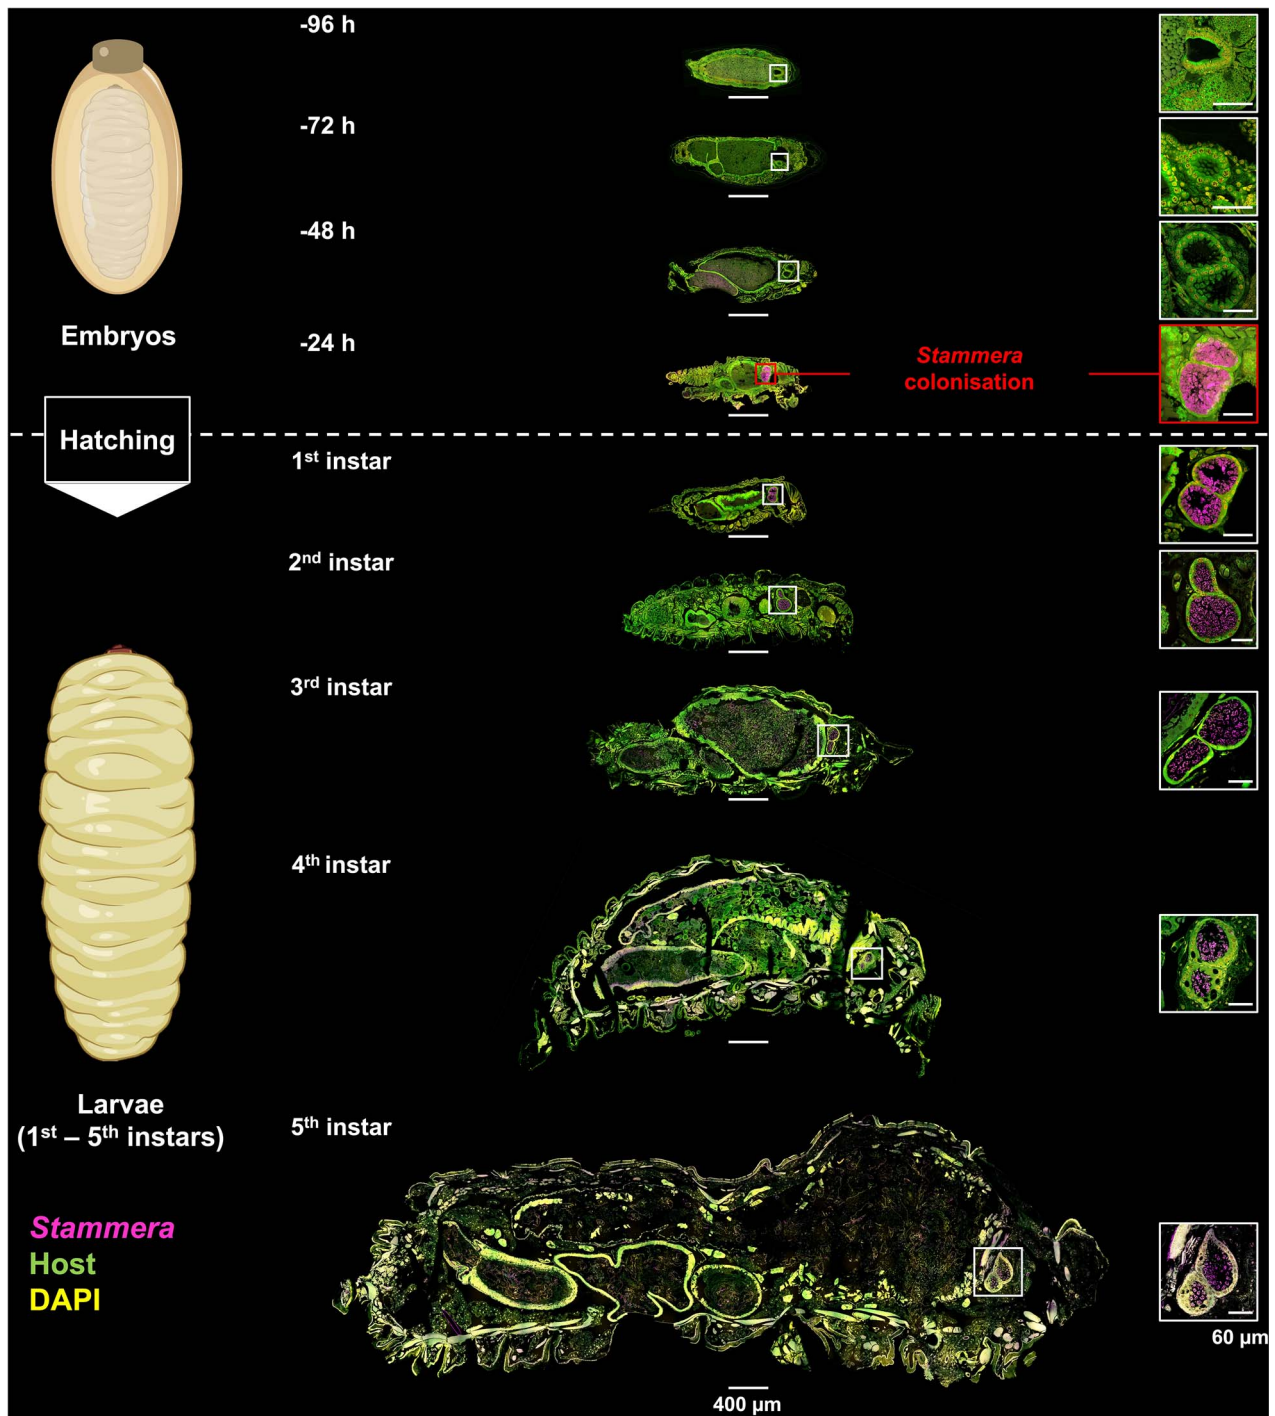 -96 h
-72 h
-48 h
Embryos
-24 h
Stammera
colonisation
Hatching
1st instar
2nd instar
3rd instar
4th instar
Larvae
(1st – 5th instars)
5th instar
Stammera
Host
DAPI
60 µm
400 µm